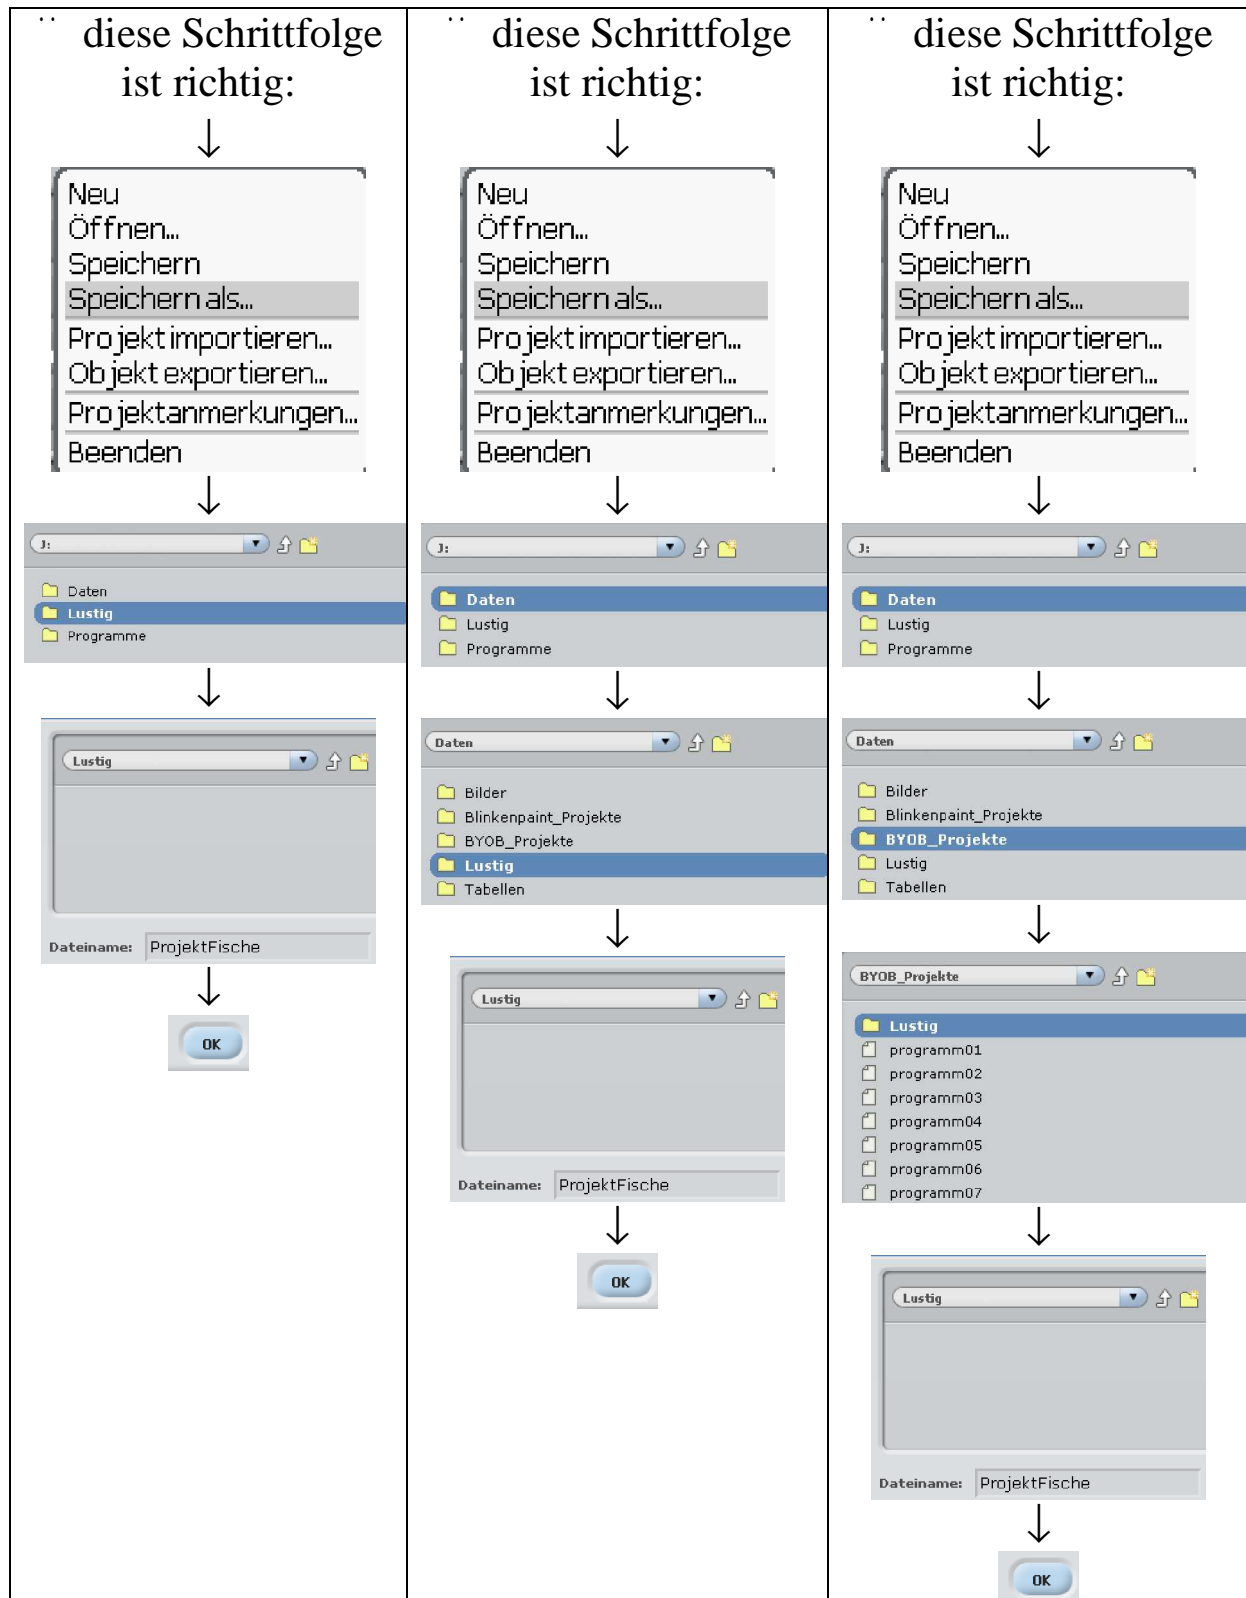 diese Schrittfolge
ist richtig:
↓
Neu
Öffnen...
Speichern
Speichern als...
Projekt importieren...
Objekt exportieren...
Projektanmerkungen...
Beenden
↓
J:
Daten
Lustig
Programme
↓
Lustig
Dateiname: ProjektFische
↓
OK
diese Schrittfolge
ist richtig:
↓
Neu
Öffnen...
Speichern
Speichern als...
Projekt importieren...
Objekt exportieren...
Projektanmerkungen...
Beenden
↓
J:
Daten
Lustig
Programme
↓
Daten
Bilder
Blinkenpaint_Projekte
BYOB_Projekte
Lustig
Tabellen
↓
Lustig
Dateiname: ProjektFische
↓
OK
diese Schrittfolge
ist richtig:
↓
Neu
Öffnen...
Speichern
Speichern als...
Projekt importieren...
Objekt exportieren...
Projektanmerkungen...
Beenden
↓
J:
Daten
Lustig
Programme
↓
Daten
Bilder
Blinkenpaint_Projekte
BYOB_Projekte
Lustig
Tabellen
↓
BYOB_Projekte
Lustig
programm01
programm02
programm03
programm04
programm05
programm06
programm07
↓
Lustig
Dateiname: ProjektFische
↓
OK